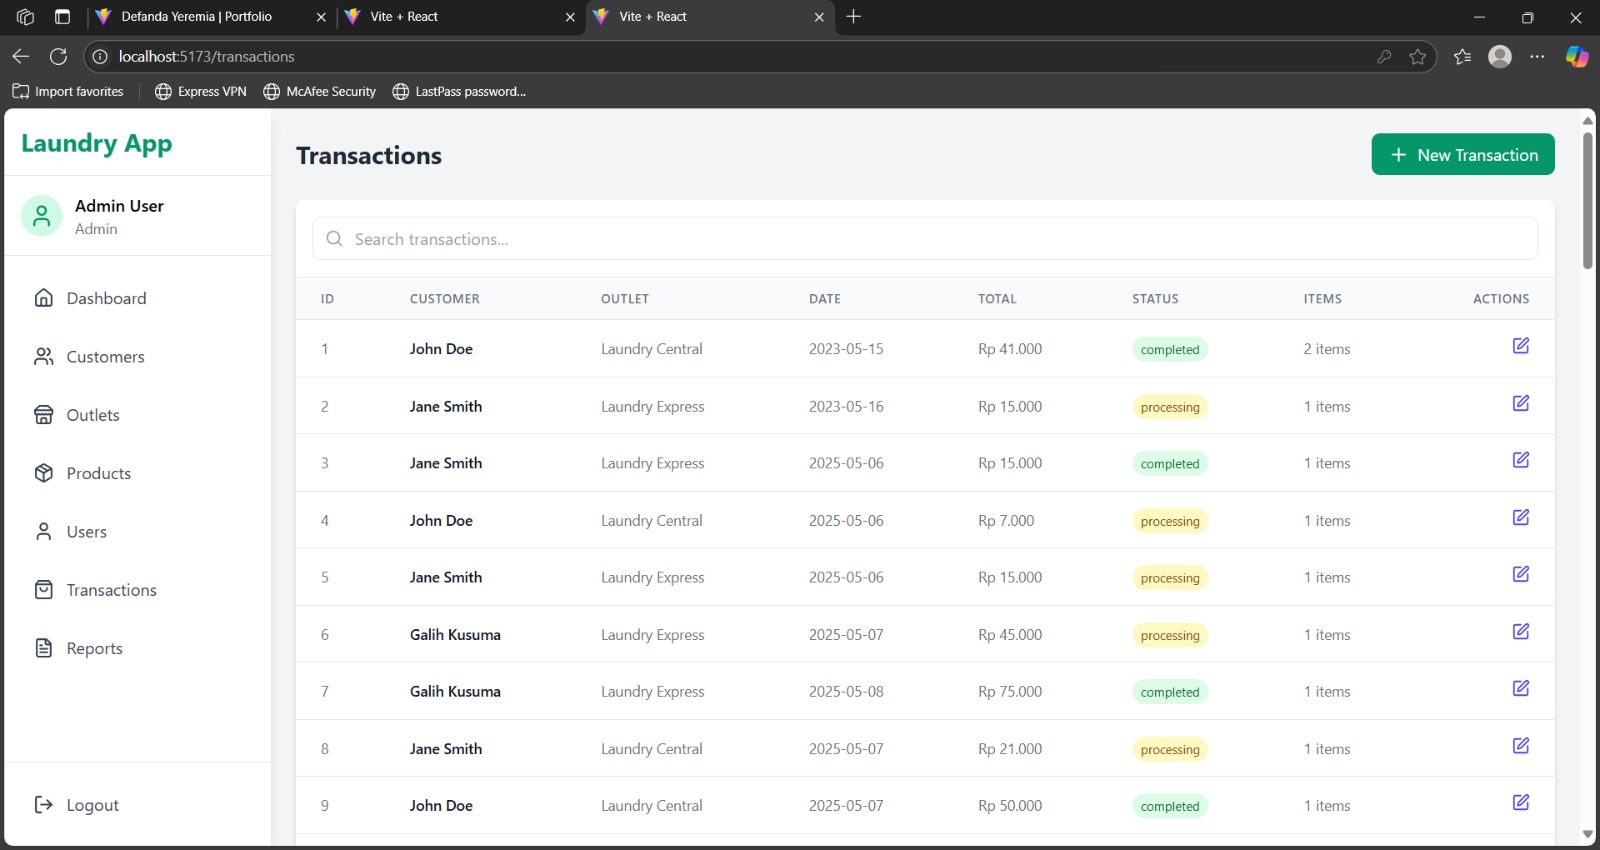 Defanda Yeremia | Portfolio
Vite + React
Vite + React
localhost:5173/transactions
Import favorites
Express VPN
McAfee Security
LastPass password...
Laundry App
Admin User
Admin
Dashboard
Customers
Outlets
Products
Users
Transactions
Reports
Logout
Transactions
New Transaction
Search transactions...
ID CUSTOMER OUTLET DATE TOTAL STATUS ITEMS ACTIONS
1 John Doe Laundry Central 2023-05-15 Rp 41.000 completed 2 items
2 Jane Smith Laundry Express 2023-05-16 Rp 15.000 processing 1 items
3 Jane Smith Laundry Express 2025-05-06 Rp 15.000 completed 1 items
4 John Doe Laundry Central 2025-05-06 Rp 7.000 processing 1 items
5 Jane Smith Laundry Express 2025-05-06 Rp 15.000 processing 1 items
6 Galih Kusuma Laundry Express 2025-05-07 Rp 45.000 processing 1 items
7 Galih Kusuma Laundry Express 2025-05-08 Rp 75.000 completed 1 items
8 Jane Smith Laundry Central 2025-05-07 Rp 21.000 processing 1 items
9 John Doe Laundry Central 2025-05-07 Rp 50.000 completed 1 items